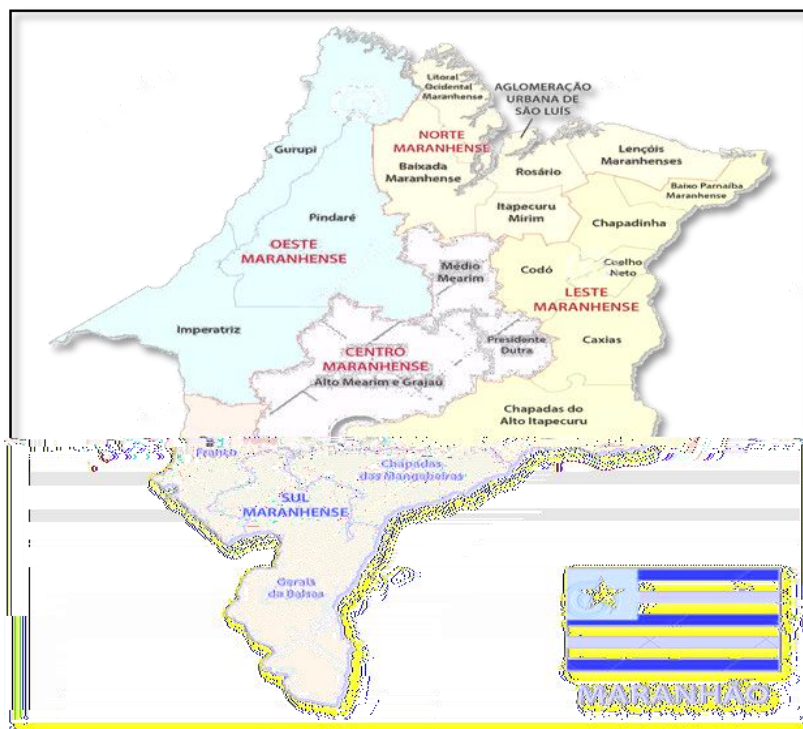 Litoral
Ocidental
Maranhense
AGLOMERAÇÃO
URBANA DE
SÃO LUÍS
NORTE
MARANHENSE
Gurupi
Baixada
Maranhense
Rosário
Lençóis
Maranhenses
Baixo Parnaíba
Maranhense
Itapecuru
Mirim
Pindaré
Chapadinha
OESTE
MARANHENSE
Médio
Mearim
Codó
Coelho
Neto
LESTE
MARANHENSE
Imperatriz
Presidente
Dutra
Caxias
CENTRO
MARANHENSE
Alto Mearim e Grajaú
Chapadas do
Alto Itapecuru
Franco
Chapadas
das Mangabeiras
SUL
MARANHENSE
Gerais
de Balsas
MARANHÃO